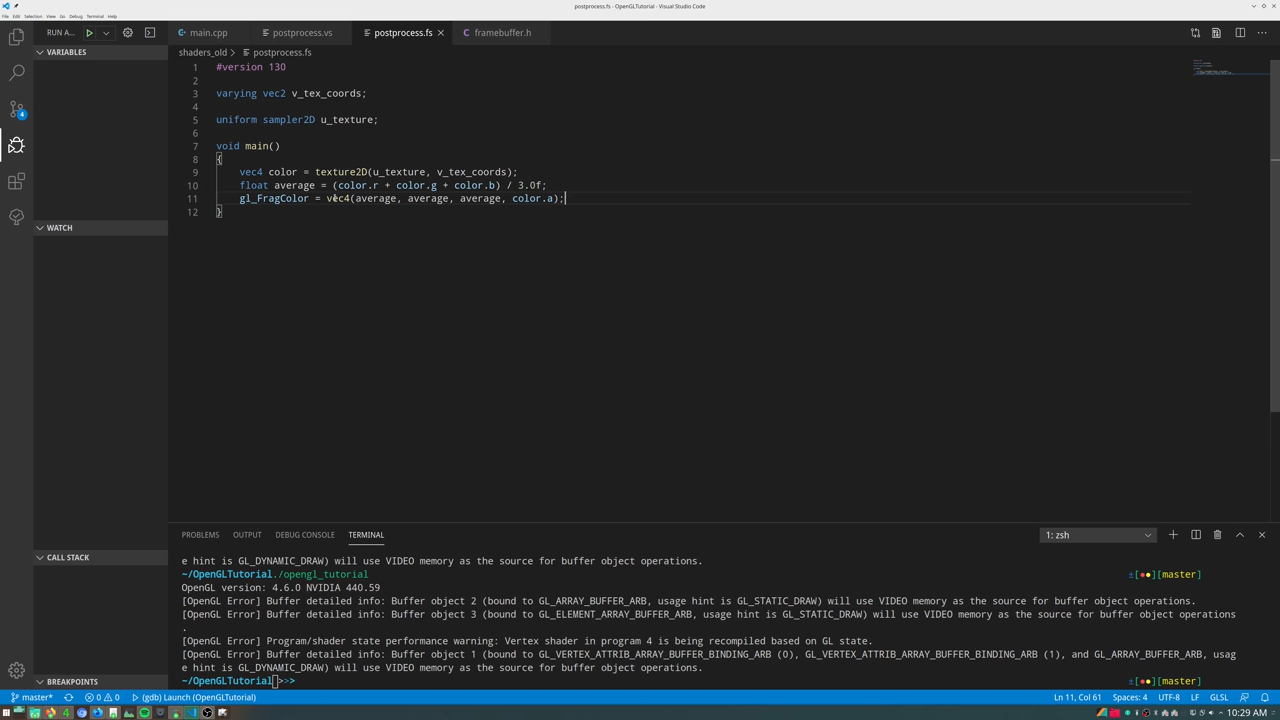 postprocess.fs - OpenGLTutorial - Visual Studio Code
File Edit Selection View Go Debug Terminal Help
RUN A...
main.cpp
postprocess.vs
postprocess.fs
framebuffer.h
VARIABLES
shaders_old > postprocess.fs
1 #version 130
2
3 varying vec2 v_tex_coords;
4
5 uniform sampler2D u_texture;
6
7 void main()
8 {
9 vec4 color = texture2D(u_texture, v_tex_coords);
10 float average = (color.r + color.g + color.b) / 3.0f;
11 gl_FragColor = vec4(average, average, average, color.a);
12 }
4
WATCH
CALL STACK
BREAKPOINTS
PROBLEMS OUTPUT DEBUG CONSOLE TERMINAL
1: zsh
e hint is GL_DYNAMIC_DRAW) will use VIDEO memory as the source for buffer object operations.
~/OpenGLTutorial./opengl_tutorial ±[●●][master]
OpenGL version: 4.6.0 NVIDIA 440.59
[OpenGL Error] Buffer detailed info: Buffer object 2 (bound to GL_ARRAY_BUFFER_ARB, usage hint is GL_STATIC_DRAW) will use VIDEO memory as the source for buffer object operations.
[OpenGL Error] Buffer detailed info: Buffer object 3 (bound to GL_ELEMENT_ARRAY_BUFFER_ARB, usage hint is GL_STATIC_DRAW) will use VIDEO memory as the source for buffer object operations
.
[OpenGL Error] Program/shader state performance warning: Vertex shader in program 4 is being recompiled based on GL state.
[OpenGL Error] Buffer detailed info: Buffer object 1 (bound to GL_VERTEX_ATTRIB_ARRAY_BUFFER_BINDING_ARB (0), GL_VERTEX_ATTRIB_ARRAY_BUFFER_BINDING_ARB (1), and GL_ARRAY_BUFFER_ARB, usag
e hint is GL_DYNAMIC_DRAW) will use VIDEO memory as the source for buffer object operations.
~/OpenGLTutorial >>> ±[●●][master]
master* 0 0 (gdb) Launch (OpenGLTutorial)
Ln 11, Col 61 Spaces: 4 UTF-8 LF GLSL
10:29 AM